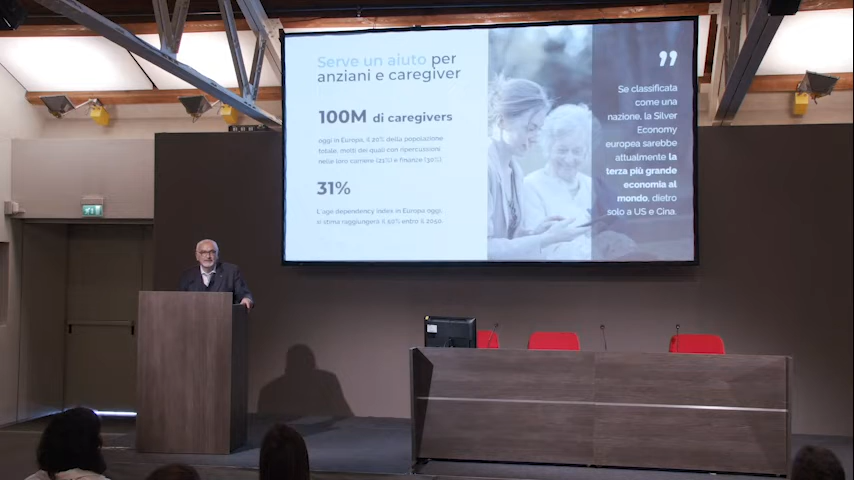 Serve un aiuto per
anziani e caregiver
100M di caregivers
oggi in Europa, il 20% della popolazione
totale, molti dei quali con ripercussioni
nelle loro carriere (21%) e finanze (30%)
31%
L'age dependency index in Europa oggi,
si stima raggiungerà il 50% entro il 2050.
”
Se classificata
come una
nazione, la Silver
Economy
europea sarebbe
attualmente la
terza più grande
economia al
mondo, dietro
solo a US e Cina.